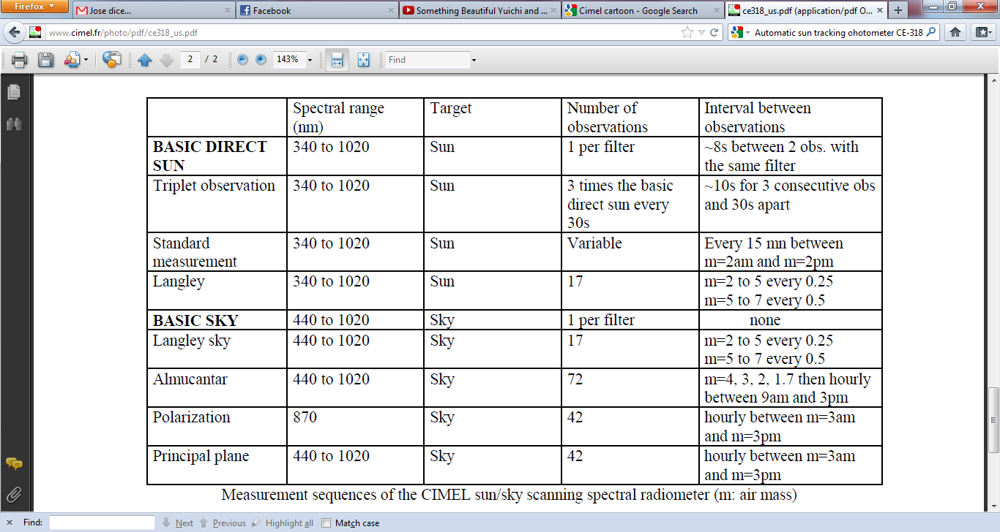 Firefox
Jose dice...
Facebook
Something Beautiful Yuichi and ...
Cimel cartoon - Google Search
ce318_us.pdf (application/pdf O...
www.cimel.fr/photo/pdf/ce318_us.pdf
Automatic sun tracking ohotometer CE-318
2 / 2
143%
Find
Spectral range
(nm)
Target
Number of
observations
Interval between
observations
BASIC DIRECT
SUN
340 to 1020
Sun
1 per filter
~8s between 2 obs. with
the same filter
Triplet observation
340 to 1020
Sun
3 times the basic
direct sun every
30s
~10s for 3 consecutive obs
and 30s apart
Standard
measurement
340 to 1020
Sun
Variable
Every 15 mn between
m=2am and m=2pm
Langley
340 to 1020
Sun
17
m=2 to 5 every 0.25
m=5 to 7 every 0.5
BASIC SKY
440 to 1020
Sky
1 per filter
none
Langley sky
440 to 1020
Sky
17
m=2 to 5 every 0.25
m=5 to 7 every 0.5
Almucantar
440 to 1020
Sky
72
m=4, 3, 2, 1.7 then hourly
between 9am and 3pm
Polarization
870
Sky
42
hourly between m=3am
and m=3pm
Principal plane
440 to 1020
Sky
42
hourly between m=3am
and m=3pm
Measurement sequences of the CIMEL sun/sky scanning spectral radiometer (m: air mass)
Find:
Next
Previous
Highlight all
Match case